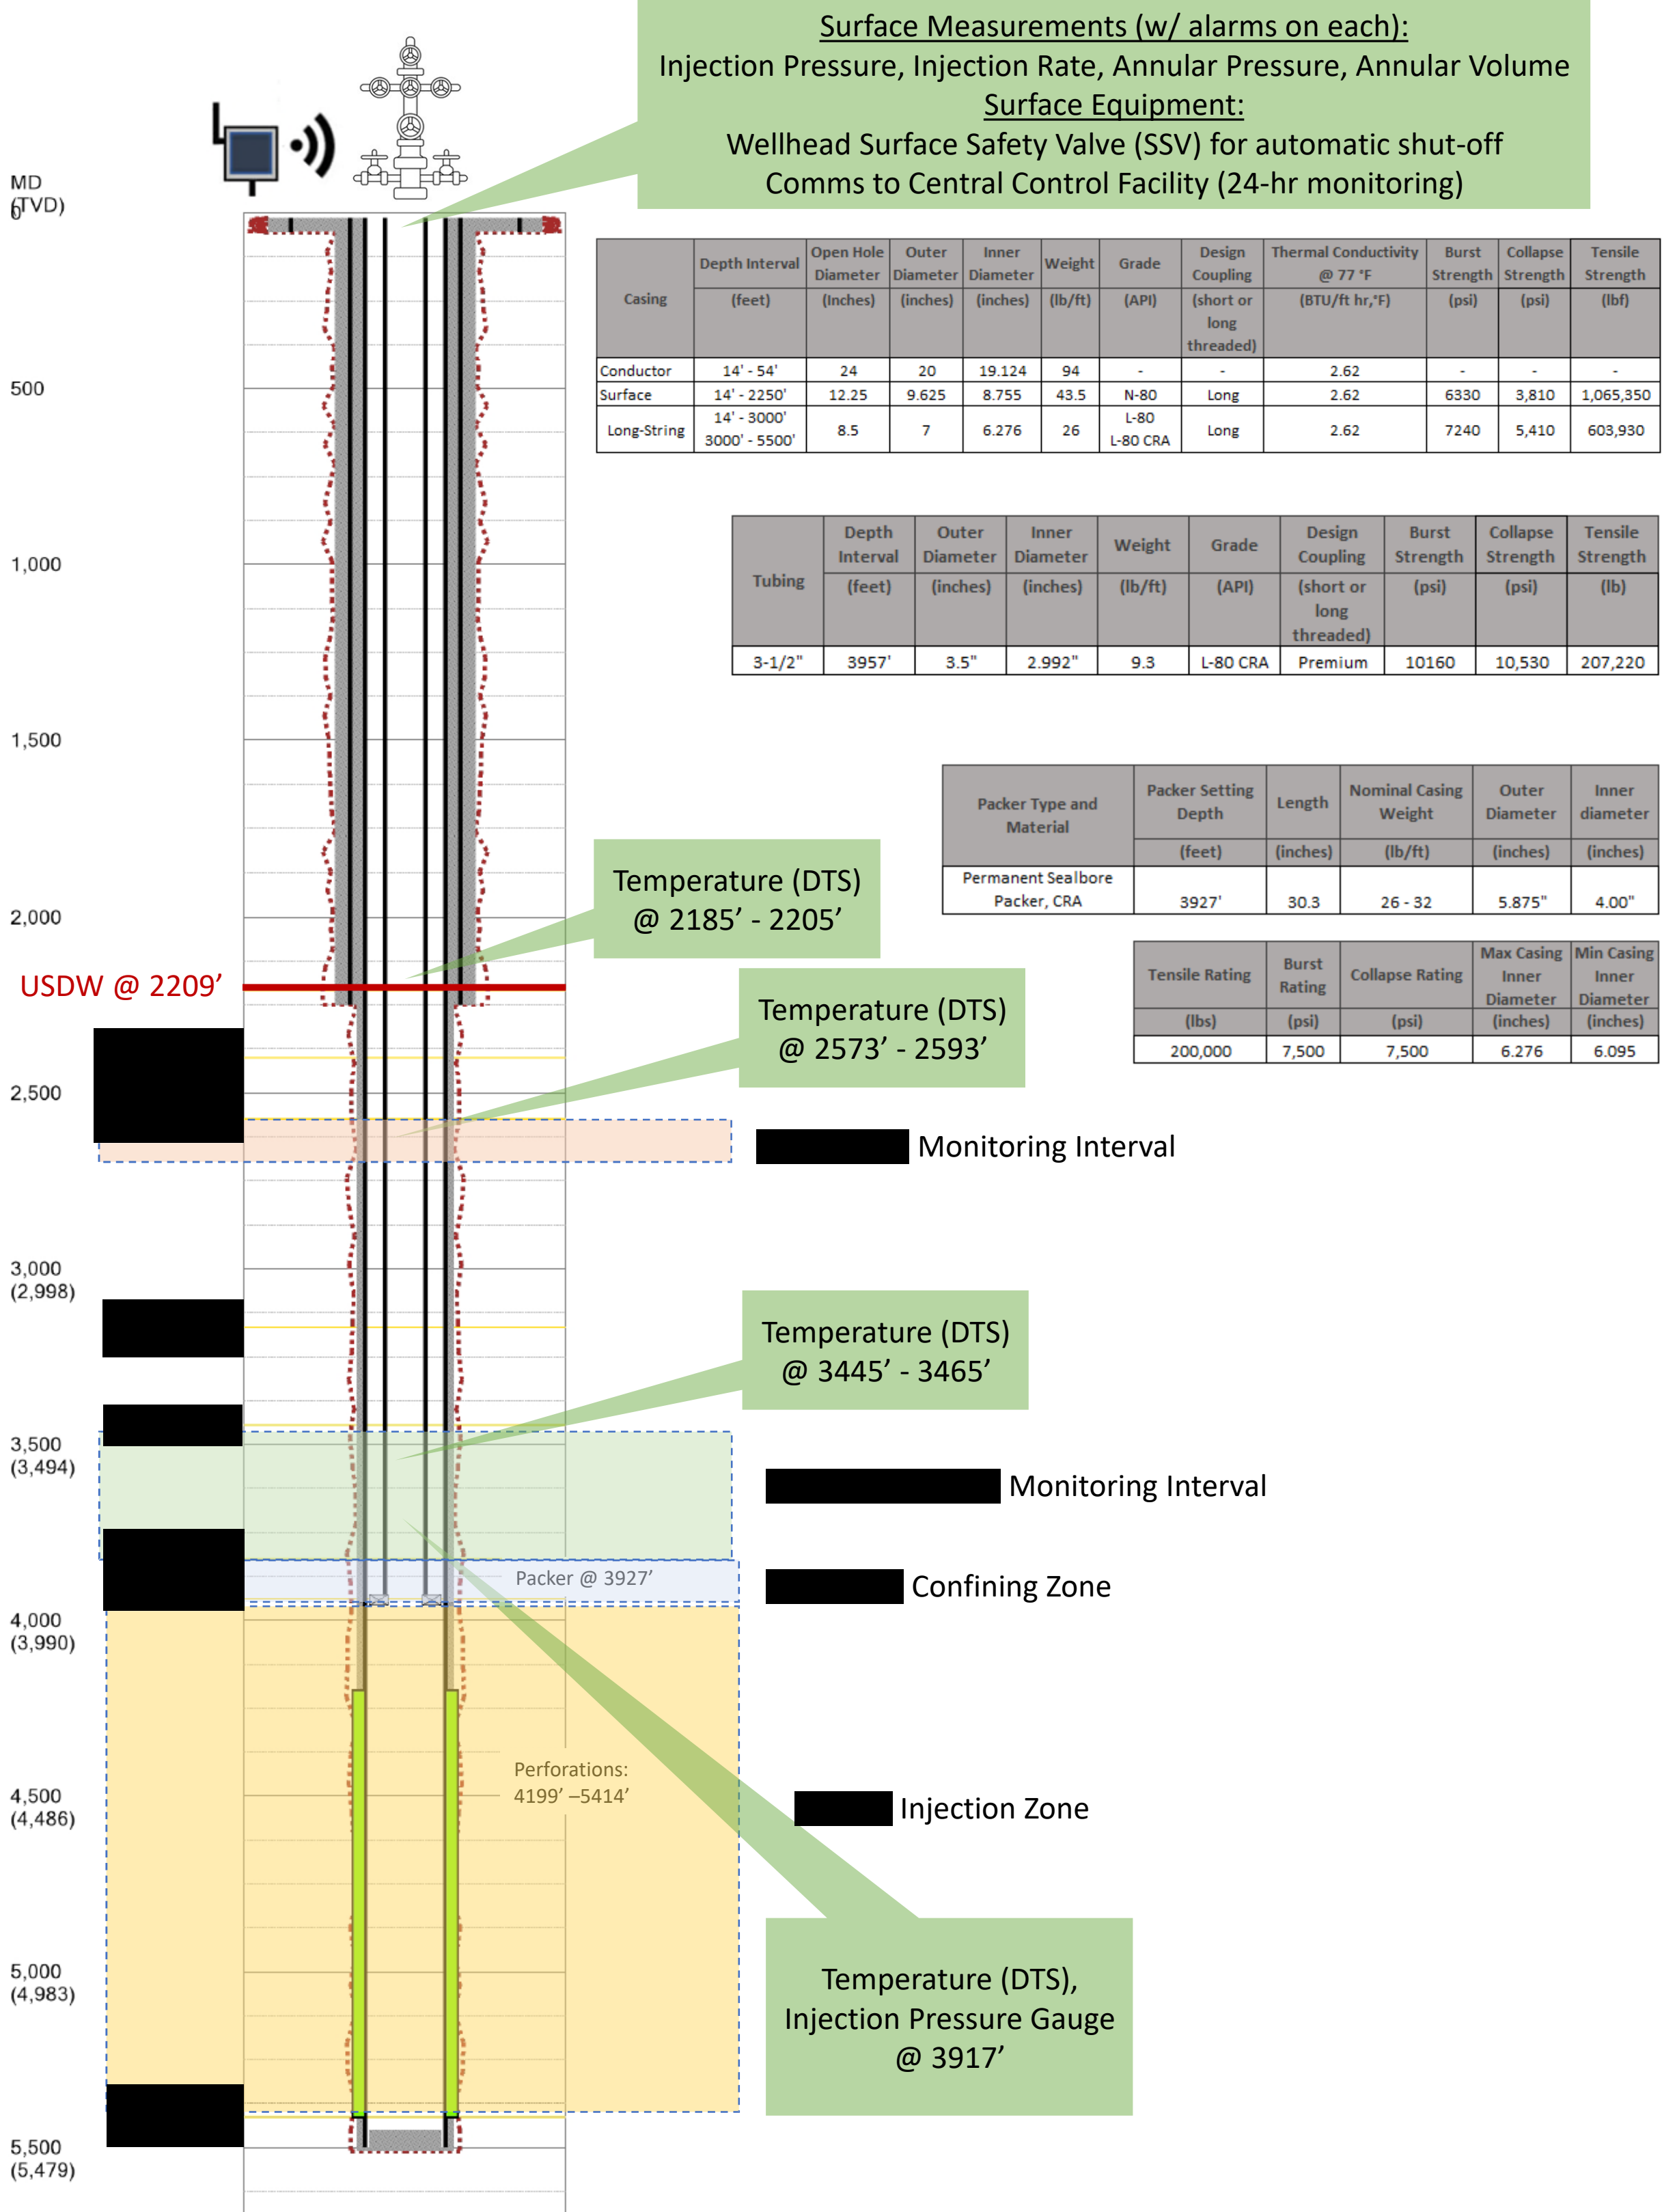 Surface Measurements (w/ alarms on each):
Injection Pressure, Injection Rate, Annular Pressure, Annular Volume
Surface Equipment:
Wellhead Surface Safety Valve (SSV) for automatic shut-off
Comms to Central Control Facility (24-hr monitoring)
MD
(TVD)
0
500
1,000
1,500
2,000
USDW @ 2209’
2,500
3,000
(2,998)
3,500
(3,494)
4,000
(3,990)
4,500
(4,486)
5,000
(4,983)
5,500
(5,479)
Casing Depth Interval Open Hole Diameter Outer Diameter Inner Diameter Weight Grade Design Coupling Thermal Conductivity @ 77 °F Burst Strength Collapse Strength Tensile Strength
(feet) (Inches) (inches) (inches) (lb/ft) (API) (short or long threaded) (BTU/ft hr,°F) (psi) (psi) (lbf)
Conductor 14' - 54' 24 20 19.124 94 - - 2.62 - - -
Surface 14' - 2250' 12.25 9.625 8.755 43.5 N-80 Long 2.62 6330 3,810 1,065,350
Long-String 14' - 3000' 3000' - 5500' 8.5 7 6.276 26 L-80 L-80 CRA Long 2.62 7240 5,410 603,930
Tubing Depth Interval Outer Diameter Inner Diameter Weight Grade Design Coupling Burst Strength Collapse Strength Tensile Strength
(feet) (inches) (inches) (lb/ft) (API) (short or long threaded) (psi) (psi) (lb)
3-1/2" 3957' 3.5" 2.992" 9.3 L-80 CRA Premium 10160 10,530 207,220
Packer Type and Material Packer Setting Depth Length Nominal Casing Weight Outer Diameter Inner diameter
(feet) (inches) (lb/ft) (inches) (inches)
Permanent Sealbore Packer, CRA 3927' 30.3 26 - 32 5.875" 4.00"
Tensile Rating Burst Rating Collapse Rating Max Casing Inner Diameter Min Casing Inner Diameter
(lbs) (psi) (psi) (inches) (inches)
200,000 7,500 7,500 6.276 6.095
Temperature (DTS)
@ 2185’ - 2205’
Temperature (DTS)
@ 2573’ - 2593’
Monitoring Interval
Temperature (DTS)
@ 3445’ - 3465’
Monitoring Interval
Packer @ 3927’
Confining Zone
Perforations:
4199’ –5414’
Injection Zone
Temperature (DTS),
Injection Pressure Gauge
@ 3917’